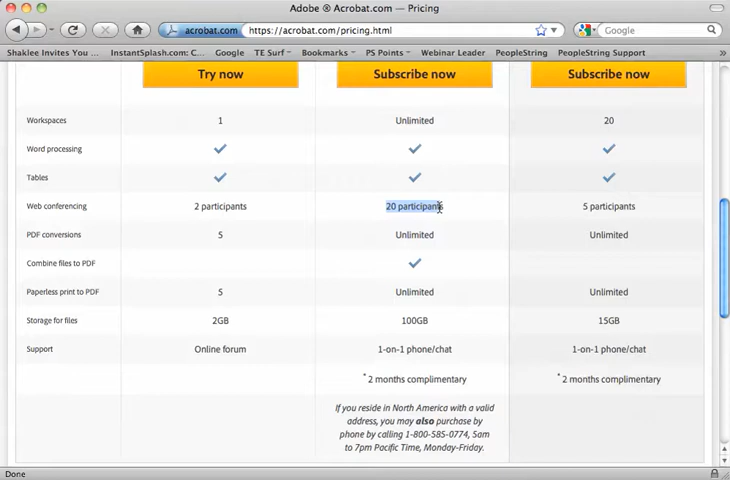 Adobe ® Acrobat.com / Pricing
acrobat.com
https://acrobat.com/pricing.html
Google
Shaklee Invites You ...
InstantSplash.com: C...
Google
TE Surf
Bookmarks
PS Points
Webinar Leader
PeopleString
PeopleString Support
»
Try now
Subscribe now
Subscribe now
Workspaces 1 Unlimited 20
Word processing
Tables
Web conferencing 2 participants 20 participants 5 participants
PDF conversions 5 Unlimited Unlimited
Combine files to PDF
Paperless print to PDF 5 Unlimited Unlimited
Storage for files 2GB 100GB 15GB
Support Online forum 1-on-1 phone/chat 1-on-1 phone/chat
* 2 months complimentary * 2 months complimentary
If you reside in North America with a valid
address, you may also purchase by
phone by calling 1-800-585-0774, 5am
to 7pm Pacific Time, Monday-Friday.
Done